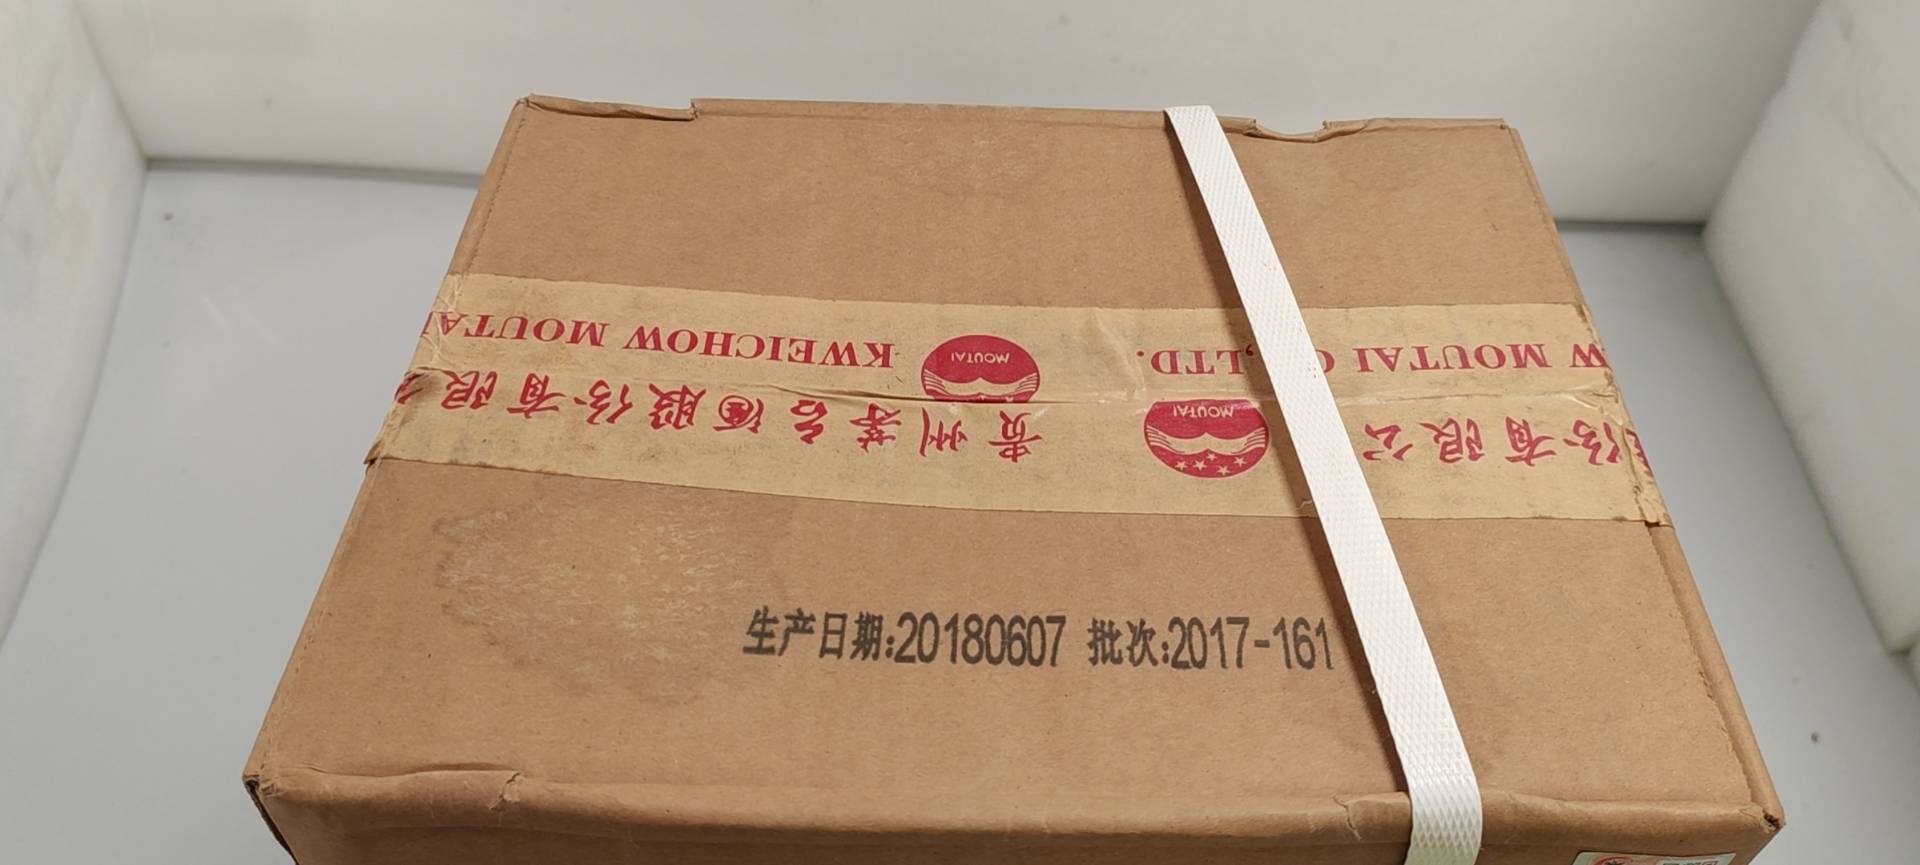 KWEICHOW MOUTAI
MOUTAI
W MOUTAI C ,LTD.
贵州茅台酒股份有限
MOUTAI
份有限公
生产日期:20180607 批次:2017-161